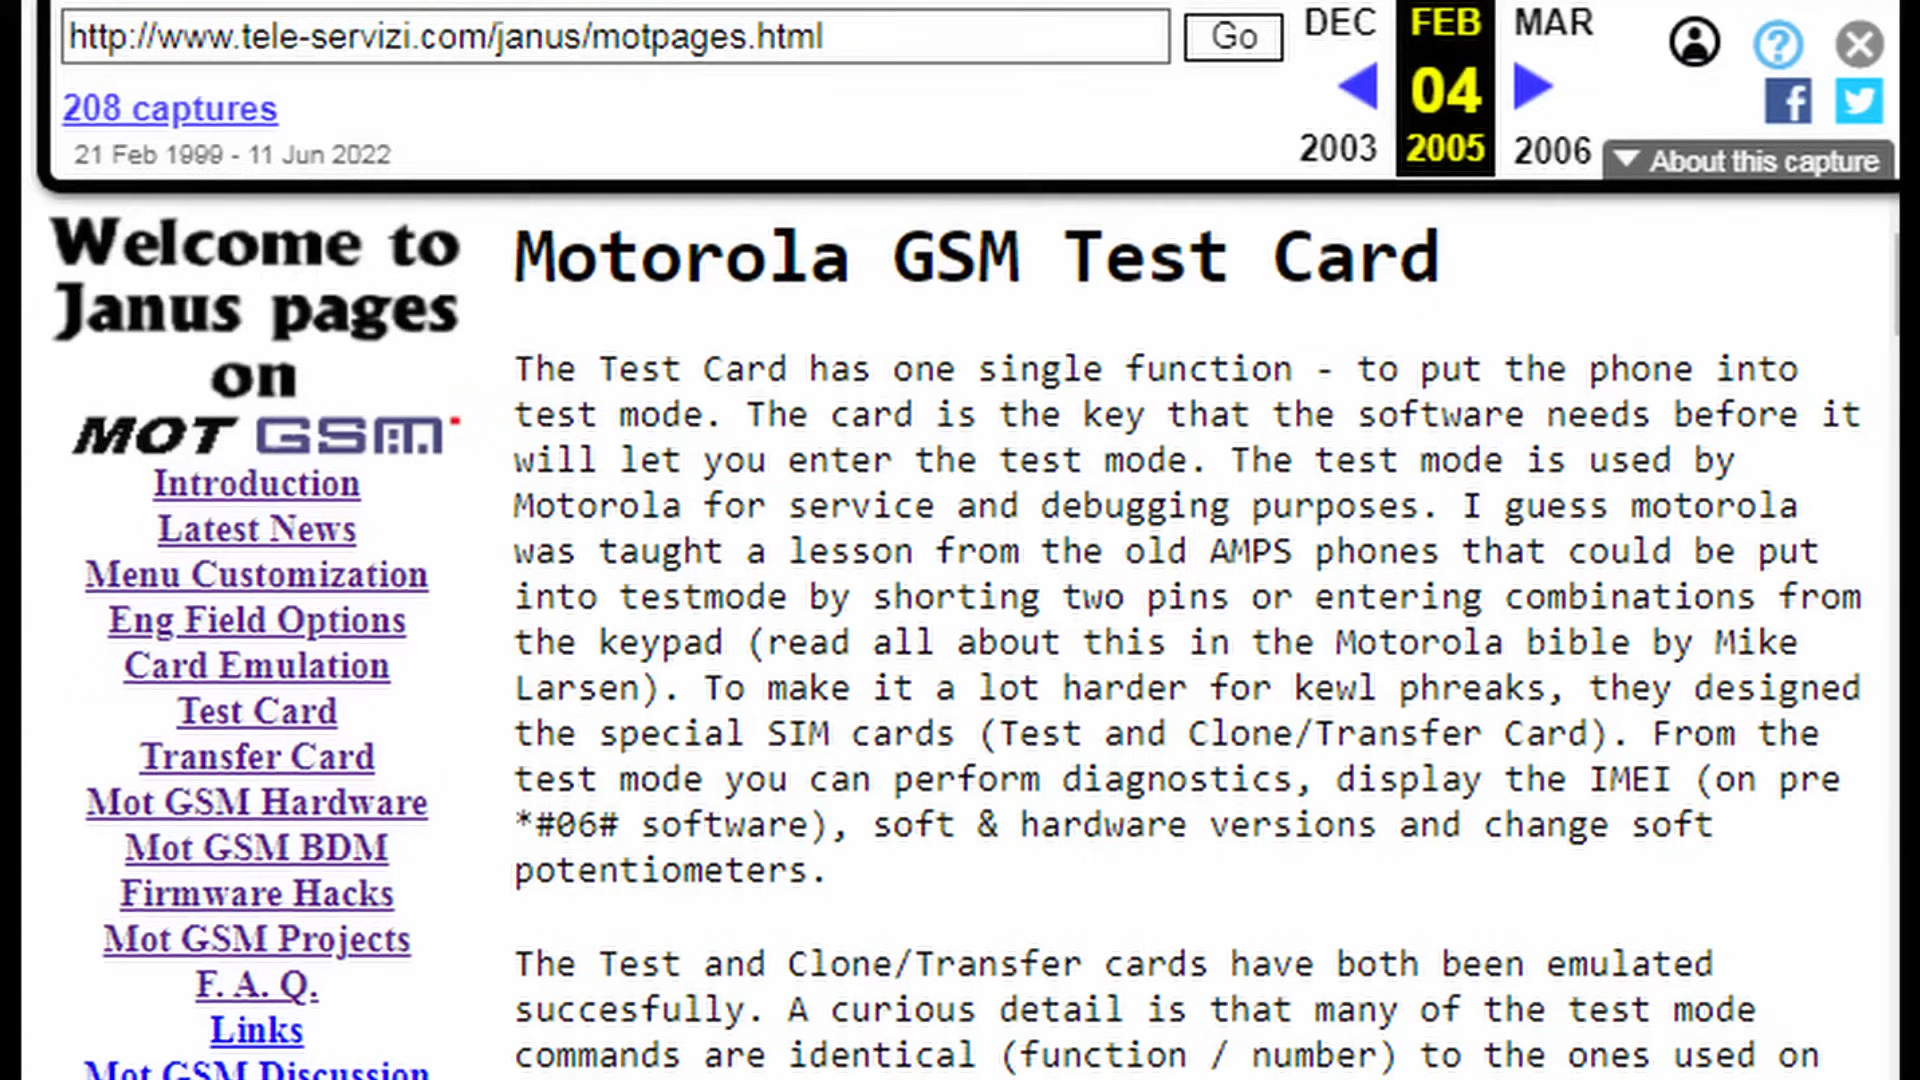 http://www.tele-servizi.com/janus/motpages.html
Go
DEC
FEB
MAR
208 captures
04
21 Feb 1999 - 11 Jun 2022
2003
2005
2006
About this capture
Welcome to
Janus pages
on
MOT GSM
Introduction
Latest News
Menu Customization
Eng Field Options
Card Emulation
Test Card
Transfer Card
Mot GSM Hardware
Mot GSM BDM
Firmware Hacks
Mot GSM Projects
F. A. Q.
Links
Mot GSM Discussion
Motorola GSM Test Card
The Test Card has one single function - to put the phone into
test mode. The card is the key that the software needs before it
will let you enter the test mode. The test mode is used by
Motorola for service and debugging purposes. I guess motorola
was taught a lesson from the old AMPS phones that could be put
into testmode by shorting two pins or entering combinations from
the keypad (read all about this in the Motorola bible by Mike
Larsen). To make it a lot harder for kewl phreaks, they designed
the special SIM cards (Test and Clone/Transfer Card). From the
test mode you can perform diagnostics, display the IMEI (on pre
*#06# software), soft & hardware versions and change soft
potentiometers.
The Test and Clone/Transfer cards have both been emulated
succesfully. A curious detail is that many of the test mode
commands are identical (function / number) to the ones used on